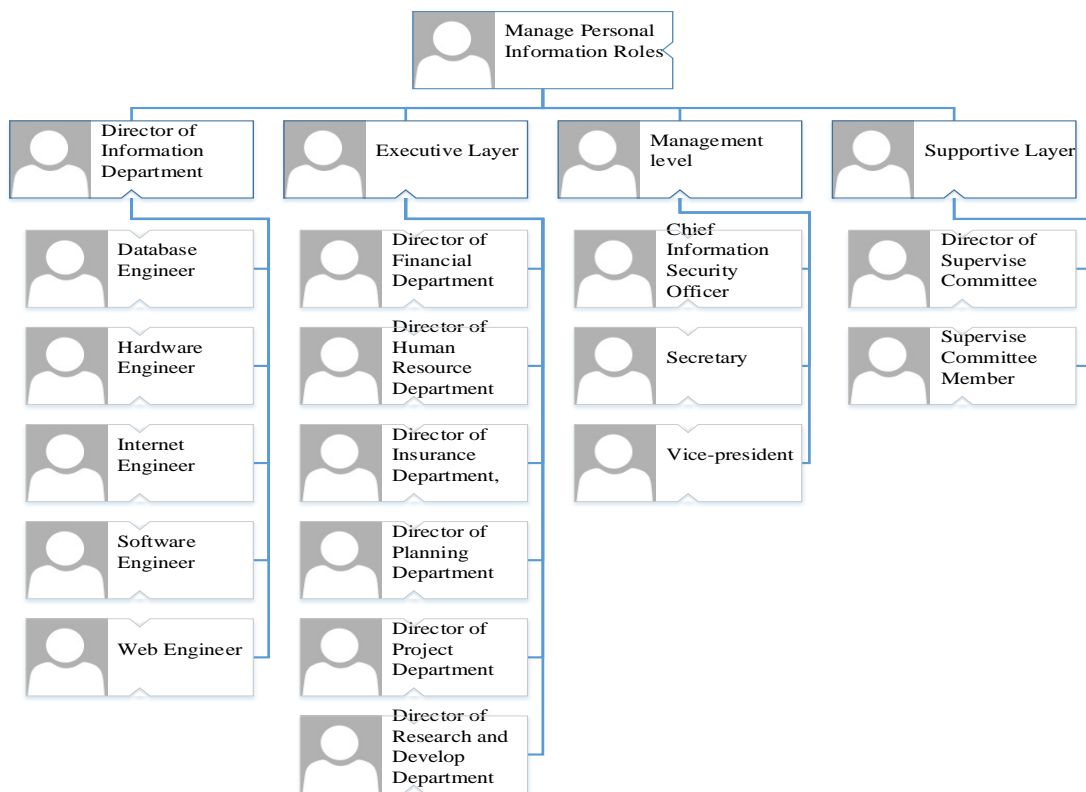 Manage Personal
Information Roles
Director of
Information
Department
Executive Layer
Management
level
Supportive Layer
Database
Engineer
Hardware
Engineer
Internet
Engineer
Software
Engineer
Web Engineer
Director of
Financial
Department
Director of
Human
Resource
Department
Director of
Insurance
Department,
Director of
Planning
Department
Director of
Project
Department
Director of
Research and
Develop
Department
Chief
Information
Security
Officer
Secretary
Vice-president
Director of
Supervise
Committee
Supervise
Committee
Member